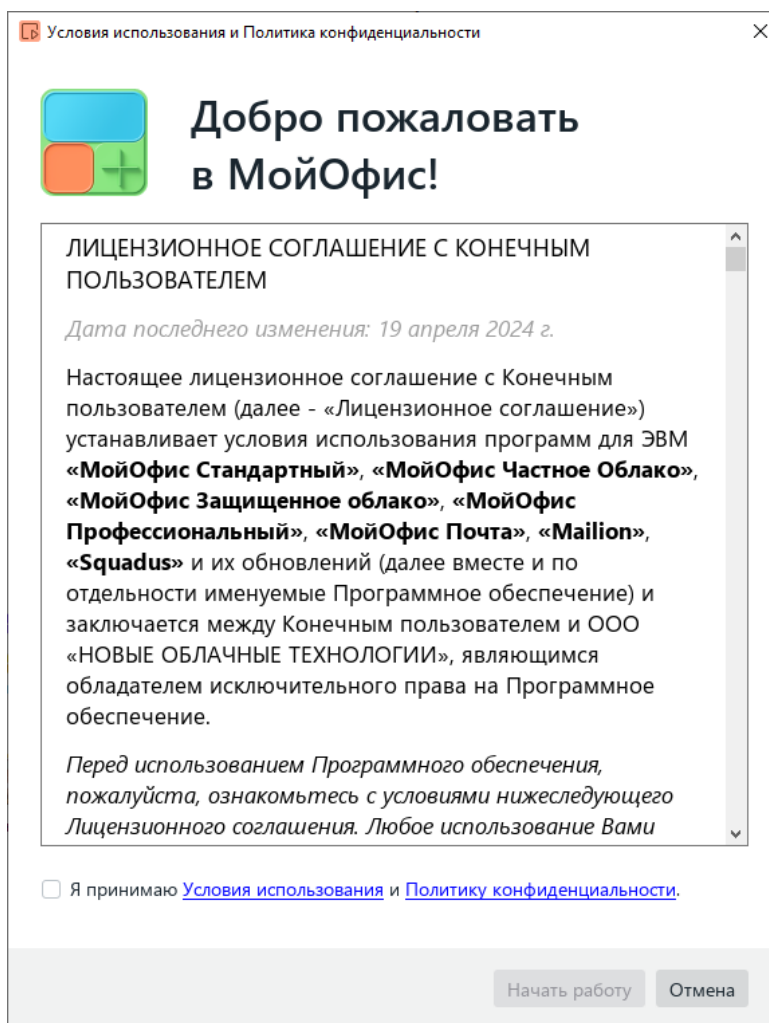 Условия использования и Политика конфиденциальности
Добро пожаловать
в МойОфис!
ЛИЦЕНЗИОННОЕ СОГЛАШЕНИЕ С КОНЕЧНЫМ
ПОЛЬЗОВАТЕЛЕМ
Дата последнего изменения: 19 апреля 2024 г.
Настоящее лицензионное соглашение с Конечным
пользователем (далее - «Лицензионное соглашение»)
устанавливает условия использования программ для ЭВМ
«МойОфис Стандартный», «МойОфис Частное Облако»,
«МойОфис Защищенное облако», «МойОфис
Профессиональный», «МойОфис Почта», «Mailion»,
«Squadus» и их обновлений (далее вместе и по
отдельности именуемые Программное обеспечение) и
заключается между Конечным пользователем и ООО
«НОВЫЕ ОБЛАЧНЫЕ ТЕХНОЛОГИИ», являющимся
обладателем исключительного права на Программное
обеспечение.
Перед использованием Программного обеспечения,
пожалуйста, ознакомьтесь с условиями нижеследующего
Лицензионного соглашения. Любое использование Вами
Я принимаю Условия использования и Политику конфиденциальности.
Начать работу Отмена